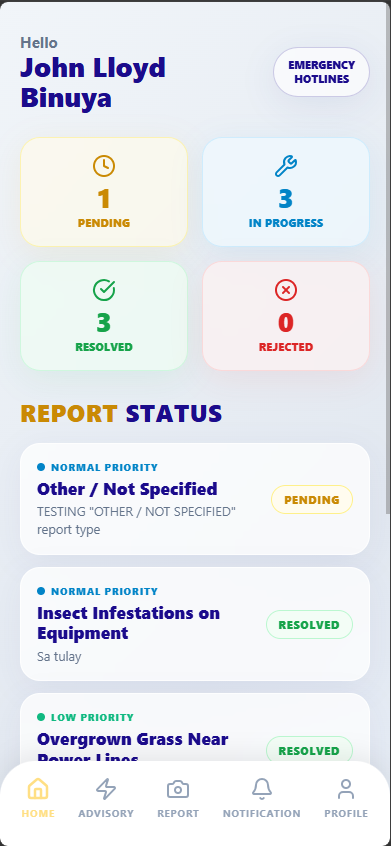 Hello
John Lloyd
Binuya
EMERGENCY
HOTLINES
1
PENDING
3
IN PROGRESS
3
RESOLVED
0
REJECTED
REPORT STATUS
NORMAL PRIORITY
Other / Not Specified
TESTING "OTHER / NOT SPECIFIED"
report type
PENDING
NORMAL PRIORITY
Insect Infestations on
Equipment
Sa tulay
RESOLVED
LOW PRIORITY
Overgrown Grass Near
Power Lines
RESOLVED
HOME
ADVISORY
REPORT
NOTIFICATION
PROFILE